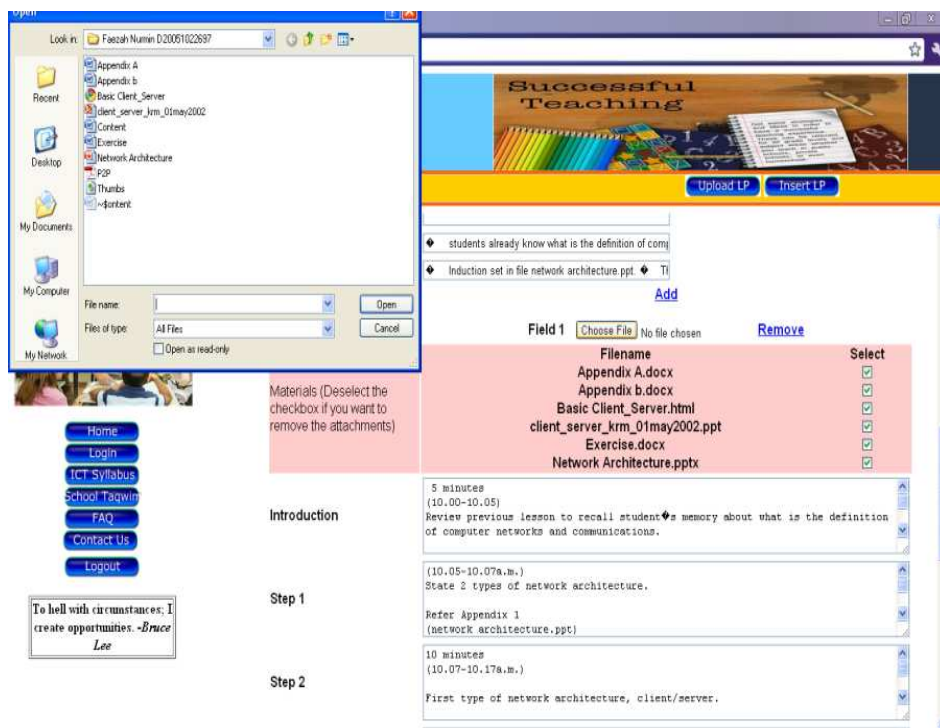 Open
Look in:
Faezah Nurnin D20051022697
Recent
Desktop
My Documents
My Computer
My Network
Appendix A
Appendix b
Basic Client_Server
client_server_krm_01may2002
Content
Exercise
Network Architecture
P2P
Thumbs
~$ontent
File name:
Open
Files of type:
All Files
Cancel
Open as read-only
Successful
Teaching
Upload LP
Insert LP
� students already know what is the definition of comp
� Induction set in file network architecture.ppt. � Th
Add
Field 1
Choose File
No file chosen
Remove
Materials (Deselect the
checkbox if you want to
remove the attachments)
Filename Select
Appendix A.docx
Appendix b.docx
Basic Client_Server.html
client_server_krm_01may2002.ppt
Exercise.docx
Network Architecture.pptx
Home
Login
ICT Syllabus
School Taqwim
FAQ
Contact Us
Logout
To hell with circumstances; I
create opportunities. -Bruce
Lee
Introduction
5 minutes
(10.00-10.05)
Review previous lesson to recall student�s memory about what is the definition
of computer networks and communications.
Step 1
(10.05-10.07a.m.)
State 2 types of network architecture.
Refer Appendix 1
(network architecture.ppt)
Step 2
10 minutes
(10.07-10.17a.m.)
First type of network architecture, client/server.